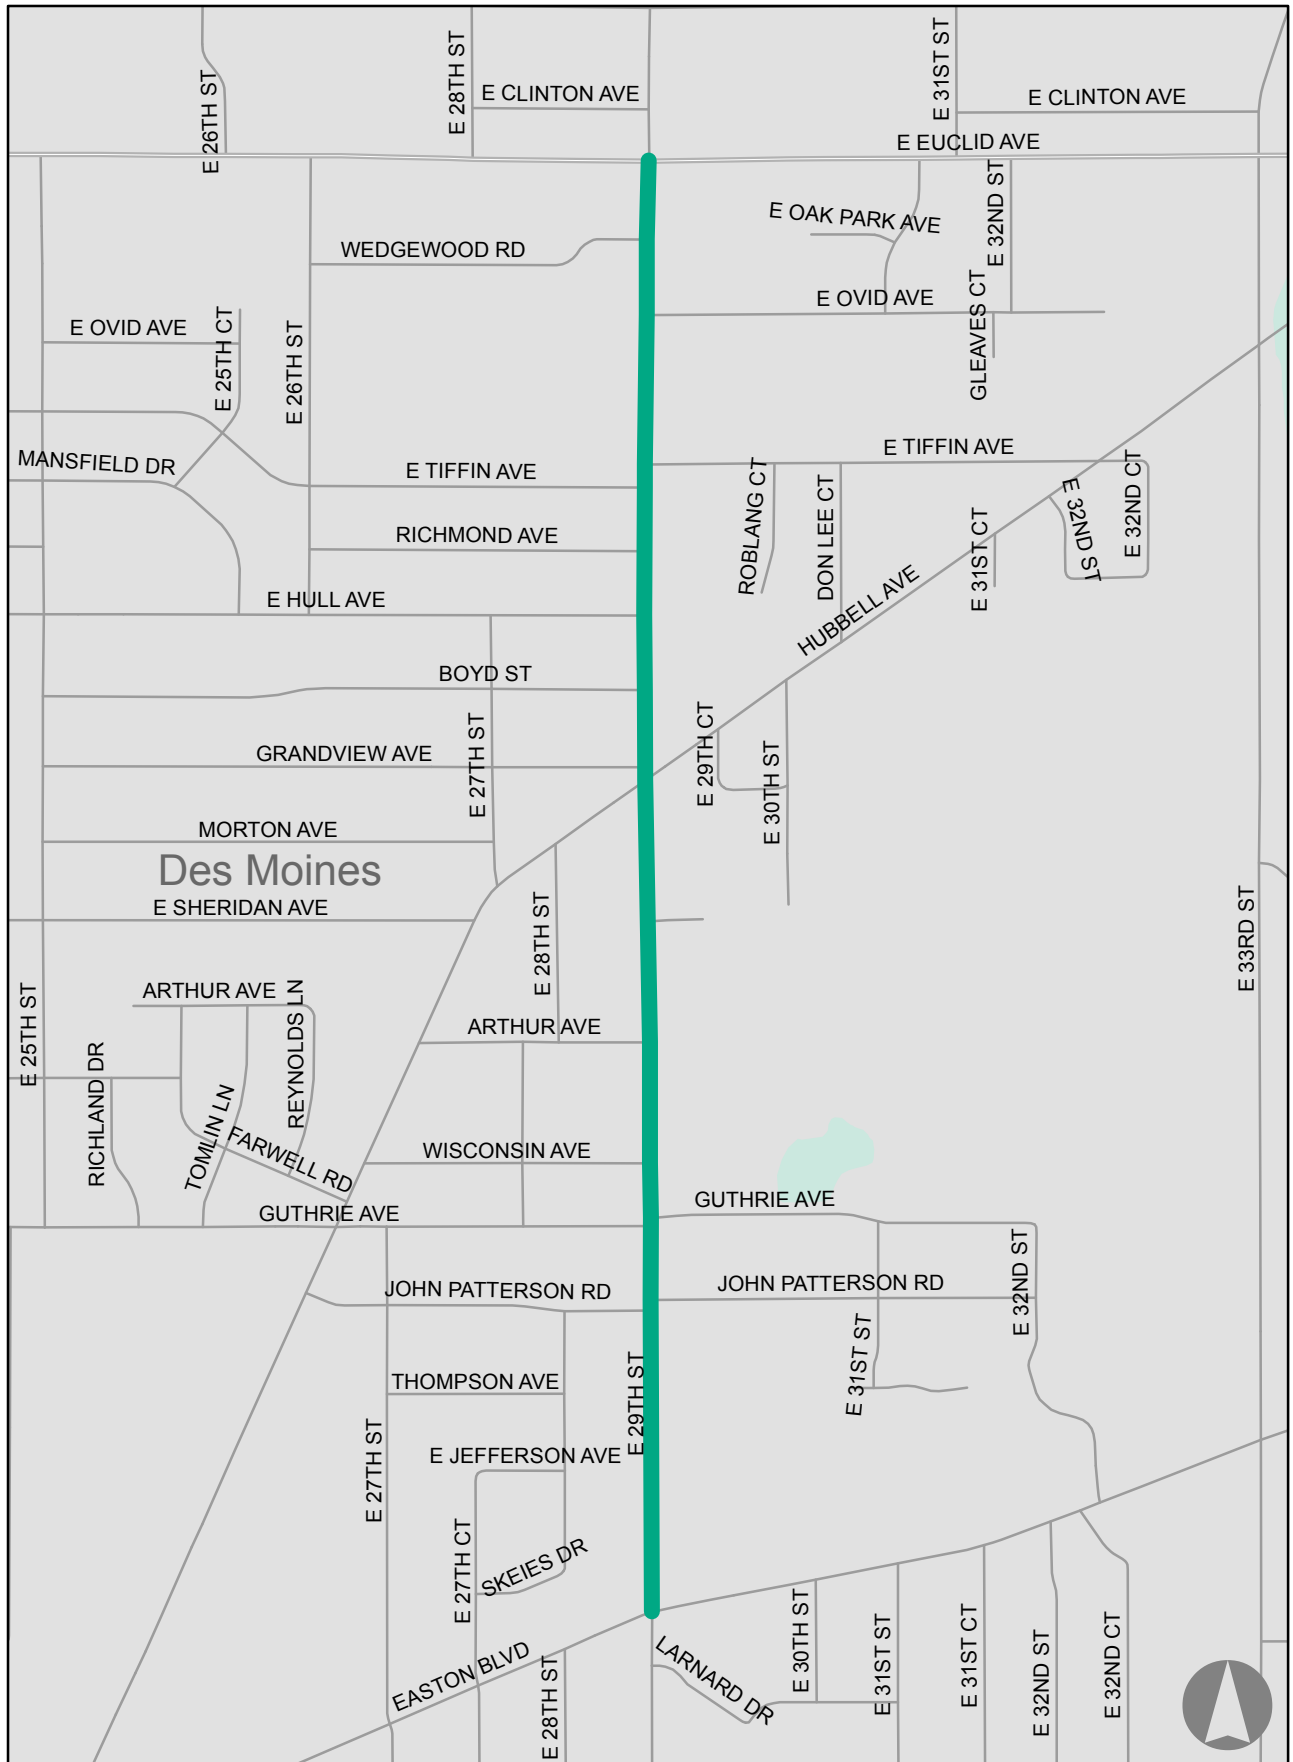 E 26TH ST
E 28TH ST
E CLINTON AVE
E 31ST ST
E CLINTON AVE
E EUCLID AVE
E OAK PARK AVE
E 32ND ST
WEDGEWOOD RD
E OVID AVE
E OVID AVE
E 25TH CT
E 26TH ST
GLEAVES CT
MANSFIELD DR
E TIFFIN AVE
E TIFFIN AVE
ROBLANG CT
DON LEE CT
E 32ND ST
E 32ND CT
RICHMOND AVE
E 31ST CT
E HULL AVE
HUBBELL AVE
BOYD ST
E 27TH ST
GRANDVIEW AVE
E 29TH CT
E 30TH ST
MORTON AVE
Des Moines
E SHERIDAN AVE
E 28TH ST
E 33RD ST
E 25TH ST
ARTHUR AVE
REYNOLDS LN
ARTHUR AVE
RICHLAND DR
TOMLIN LN
FARWELL RD
WISCONSIN AVE
GUTHRIE AVE
GUTHRIE AVE
JOHN PATTERSON RD
JOHN PATTERSON RD
E 32ND ST
E 31ST ST
THOMPSON AVE
E 29TH ST
E 27TH ST
E JEFFERSON AVE
E 27TH CT
SKEIES DR
EASTON BLVD
E 28TH ST
LARNARD DR
E 30TH ST
E 31ST ST
E 31ST CT
E 32ND ST
E 32ND CT